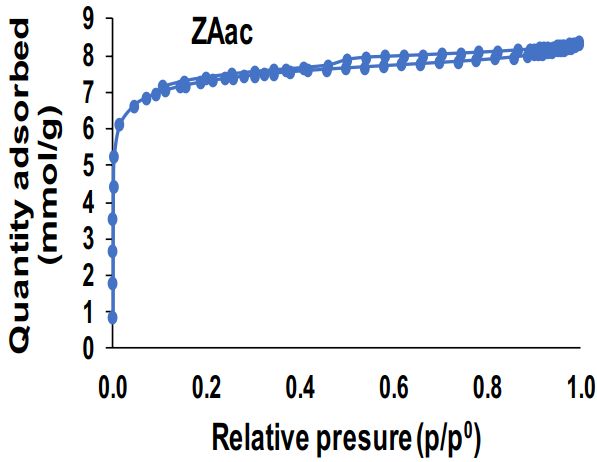 ZAac
Quantity adsorbed
(mmol/g)
9
8
7
6
5
4
3
2
1
0
0.0 0.2 0.4 0.6 0.8 1.0
Relative presure (p/p⁰)